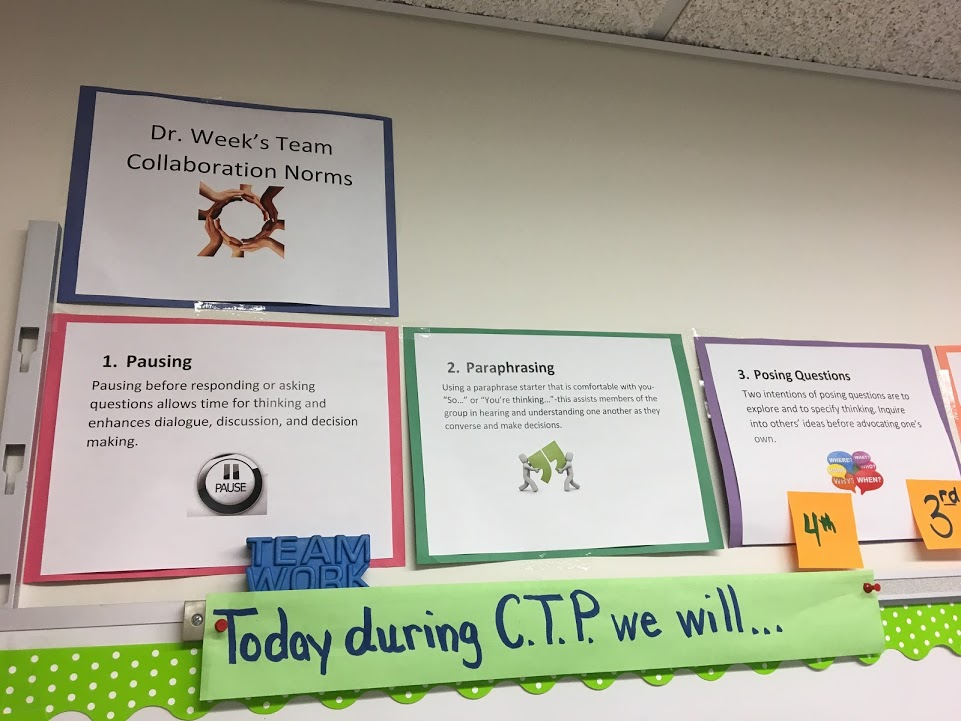 Dr. Week's Team
Collaboration Norms
1. Pausing
Pausing before responding or asking
questions allows time for thinking and
enhances dialogue, discussion, and decision
making.
PAUSE
2. Paraphrasing
Using a paraphrase starter that is comfortable with you-
"So…" or "You're thinking…"-this assists members of the
group in hearing and understanding one another as they
converse and make decisions.
3. Posing Questions
Two intentions of posing questions are to
explore and to specify thinking. Inquire
into others' ideas before advocating one's
own.
WHERE?
WHAT?
WHO?
WHY?
WHEN?
4th
3rd
TEAM
WORK
Today during C.T.P. we will...